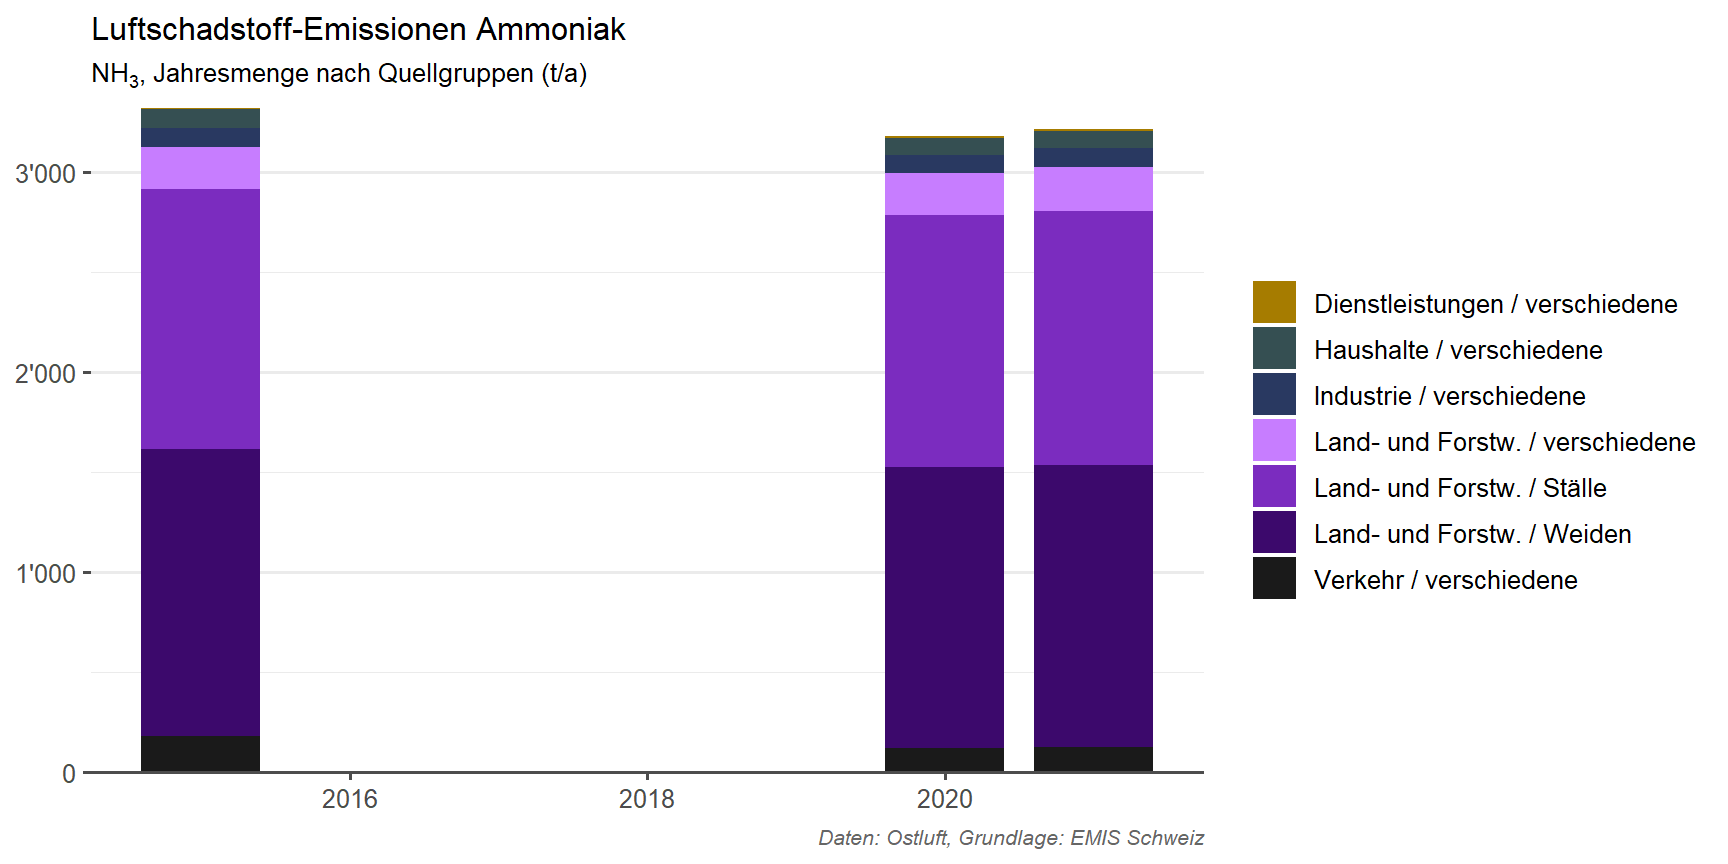 Luftschadstoff-Emissionen Ammoniak
NH₃, Jahresmenge nach Quellgruppen (t/a)
3'000
2'000
1'000
0
2016
2018
2020
Dienstleistungen / verschiedene
Haushalte / verschiedene
Industrie / verschiedene
Land- und Forstw. / verschiedene
Land- und Forstw. / Ställe
Land- und Forstw. / Weiden
Verkehr / verschiedene
Daten: Ostluft, Grundlage: EMIS Schweiz